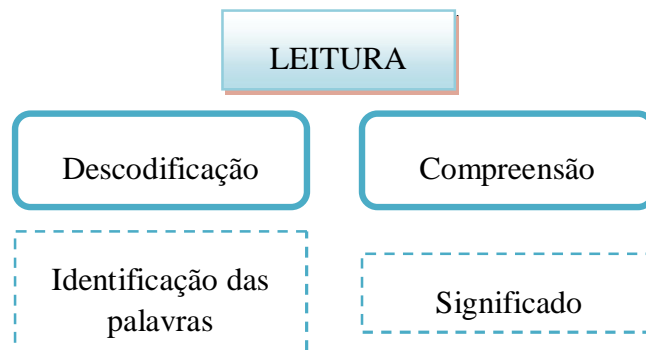 LEITURA
Descodificação
Compreensão
Identificação das
palavras
Significado